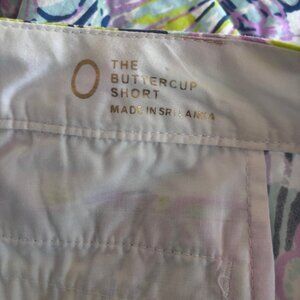 0
THE
BUTTERCUP
SHORT
MADE IN SRI LANKA